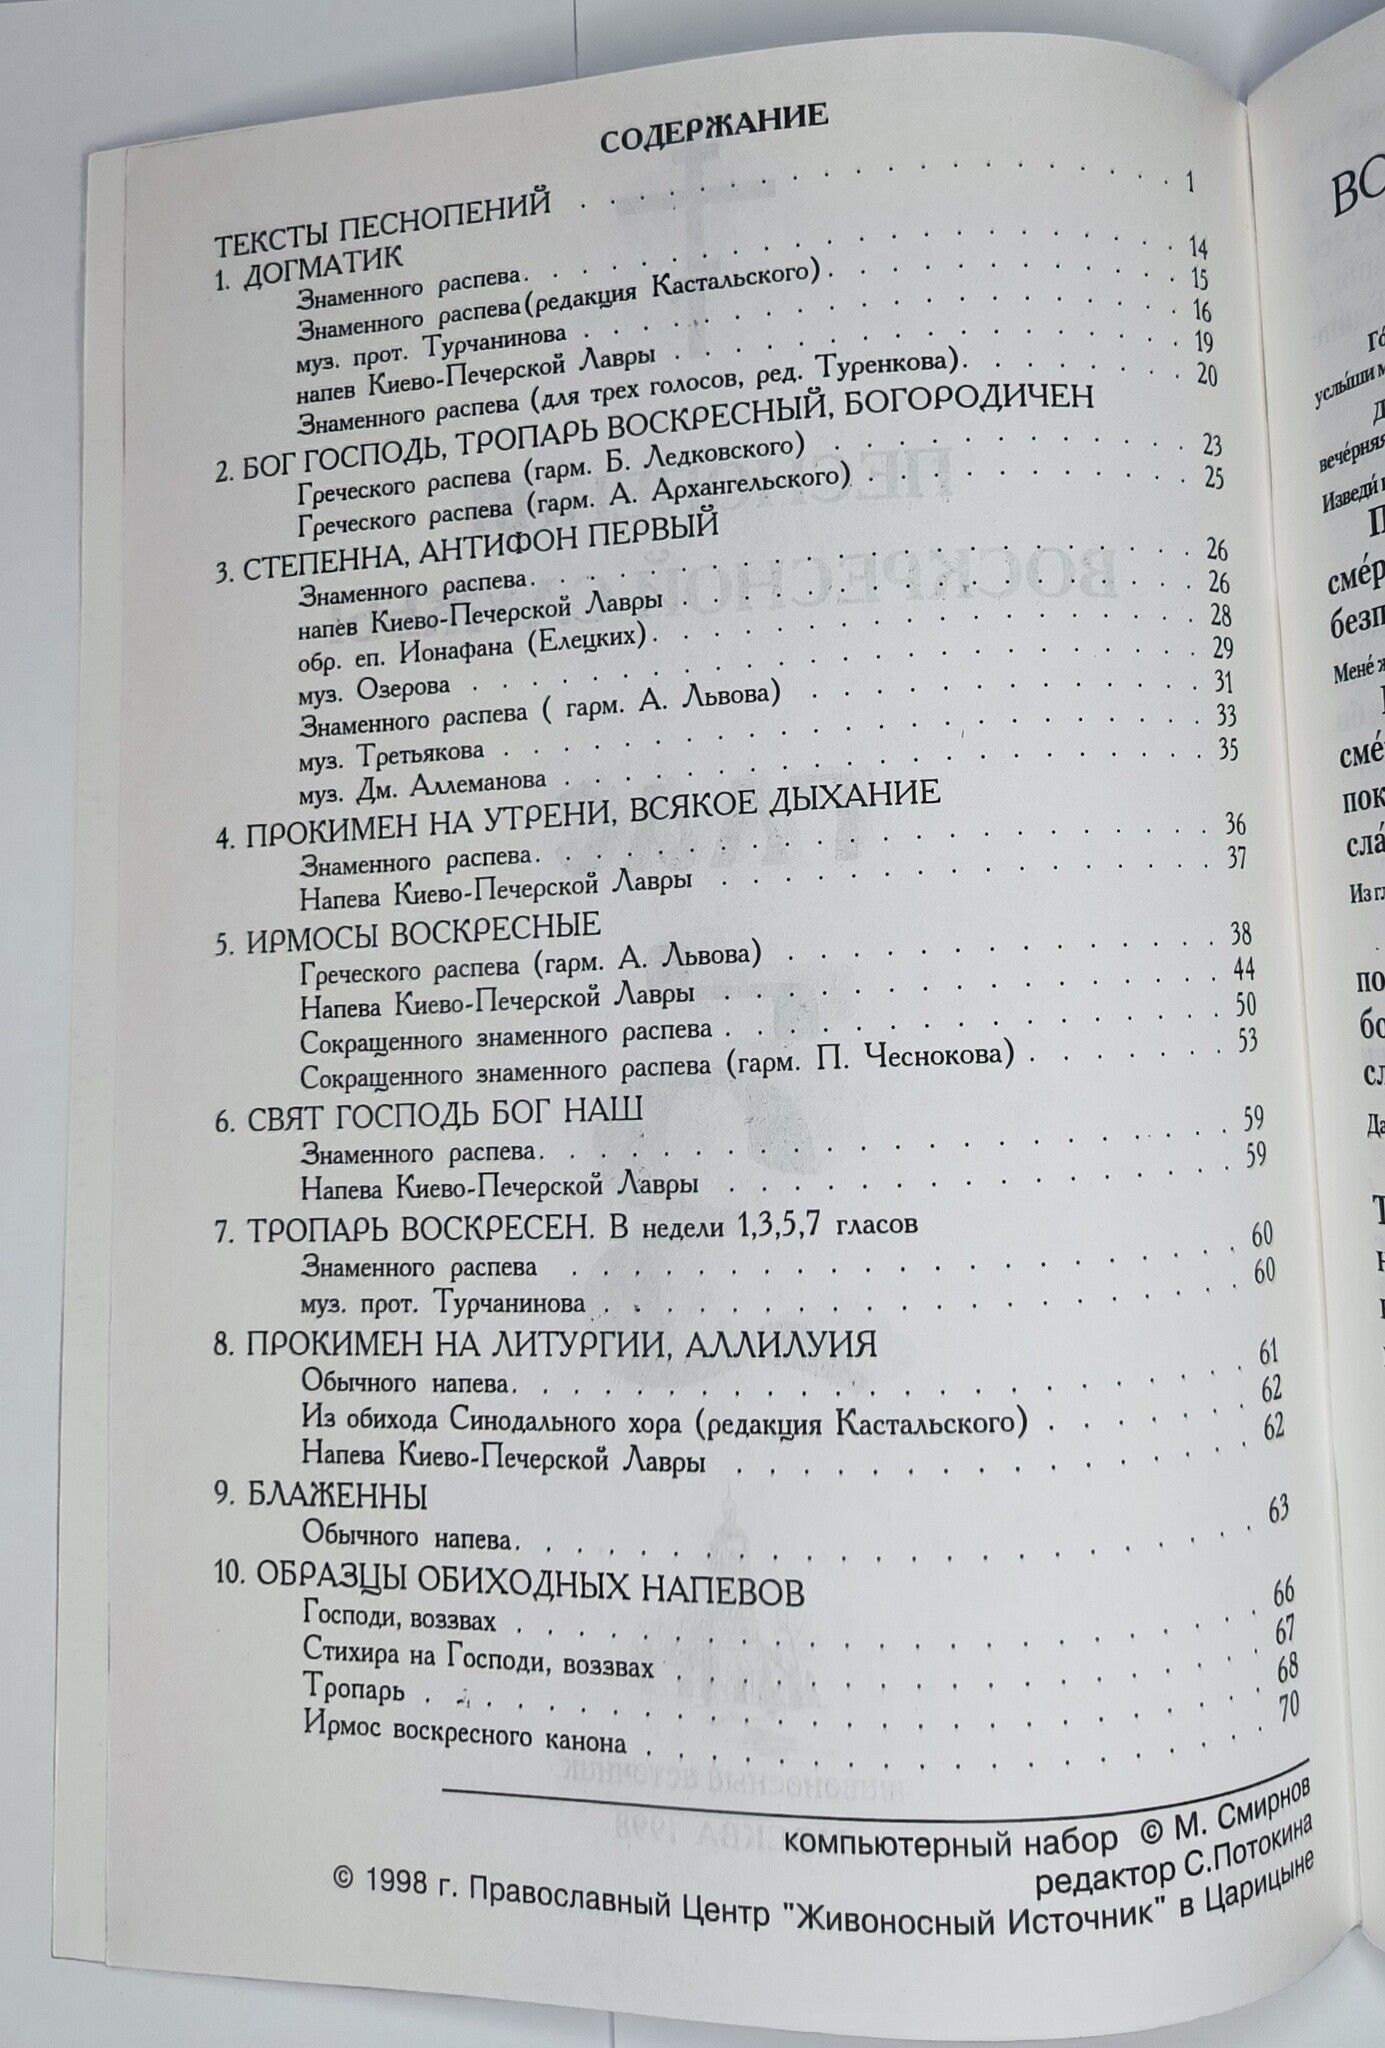 СОДЕРЖАНИЕ
ТЕКСТЫ ПЕСНОПЕНИЙ . . . . . . . . . . . . . . . . . . 1
1. ДОГМАТИК
Знаменного распева. . . . . . . . . . . . . . . . . . . 14
Знаменного распева (редакция Кастальского) . . . . . . . . . . 15
муз. прот. Турчанинова . . . . . . . . . . . . . . . . . 16
напев Киево-Печерской Лавры . . . . . . . . . . . . . . 19
Знаменного распева (для трех голосов, ред. Туренкова). . . . . . . 20
2. БОГ ГОСПОДЬ, ТРОПАРЬ ВОСКРЕСНЫЙ, БОГОРОДИЧЕН
Греческого распева (гарм. Б. Ледковского) . . . . . . . . . . . 23
Греческого распева (гарм. А. Архангельского) . . . . . . . . . . 25
3. СТЕПЕННА, АНТИФОН ПЕРВЫЙ
Знаменного распева. . . . . . . . . . . . . . . . . . . 26
напев Киево-Печерской Лавры . . . . . . . . . . . . . . 26
обр. еп. Ионафана (Елецких). . . . . . . . . . . . . . . . 28
муз. Озерова . . . . . . . . . . . . . . . . . . . . . 29
Знаменного распева ( гарм. А. Львова) . . . . . . . . . . . 31
муз. Третьякова . . . . . . . . . . . . . . . . . . . . 33
муз. Дм. Аллеманова . . . . . . . . . . . . . . . . . . 35
4. ПРОКИМЕН НА УТРЕНИ, ВСЯКОЕ ДЫХАНИЕ
Знаменного распева. . . . . . . . . . . . . . . . . . . 36
Напева Киево-Печерской Лавры . . . . . . . . . . . . . . 37
5. ИРМОСЫ ВОСКРЕСНЫЕ
Греческого распева (гарм. А. Львова) . . . . . . . . . . . . 38
Напева Киево-Печерской Лавры . . . . . . . . . . . . . . 44
Сокращенного знаменного распева . . . . . . . . . . . . . . 50
Сокращенного знаменного распева (гарм. П. Чеснокова) . . . . . . . 53
6. СВЯТ ГОСПОДЬ БОГ НАШ
Знаменного распева. . . . . . . . . . . . . . . . . . . 59
Напева Киево-Печерской Лавры . . . . . . . . . . . . . . 59
7. ТРОПАРЬ ВОСКРЕСЕН. В недели 1,3,5,7 гласов
Знаменного распева . . . . . . . . . . . . . . . . . . 60
муз. прот. Турчанинова . . . . . . . . . . . . . . . . . 60
8. ПРОКИМЕН НА ЛИТУРГИИ, АЛЛИЛУИЯ
Обычного напева. . . . . . . . . . . . . . . . . . . . 61
Из обихода Синодального хора (редакция Кастальского) . . . . . . 62
Напева Киево-Печерской Лавры . . . . . . . . . . . . . . 62
9. БЛАЖЕННЫ
Обычного напева. . . . . . . . . . . . . . . . . . . . 63
10. ОБРАЗЦЫ ОБИХОДНЫХ НАПЕВОВ
Господи, воззвах . . . . . . . . . . . . . . . . . . . . 66
Стихира на Господи, воззвах . . . . . . . . . . . . . . . 67
Тропарь . . . . . . . . . . . . . . . . . . . . . . . 68
Ирмос воскресного канона . . . . . . . . . . . . . . . . 70
компьютерный набор © М. Смирнов
редактор С.Потокина
© 1998 г. Православный Центр "Живоносный Источник" в Царицыне
услыши
вечерняя
Изведи
Мене